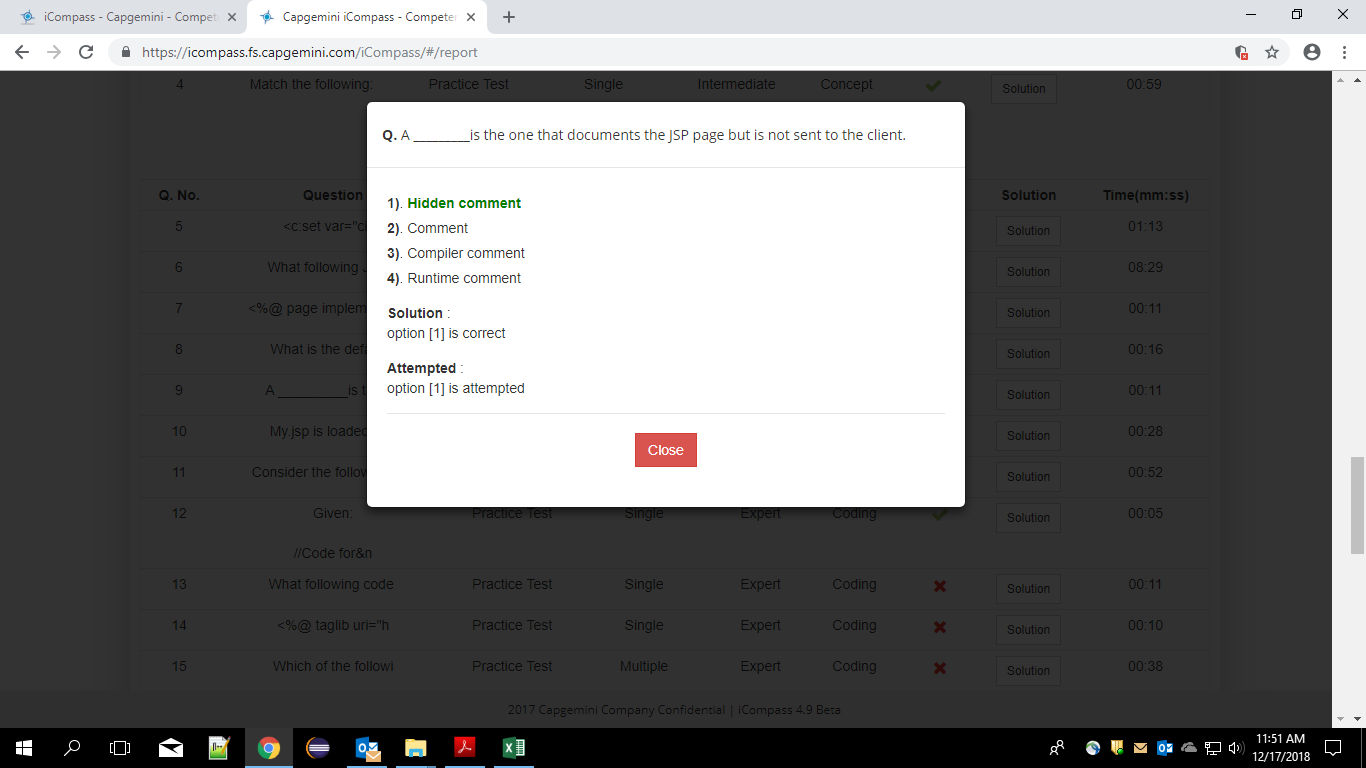 iCompass - Capgemini - Compet
Capgemini iCompass - Competen
https://icompass.fs.capgemini.com/iCompass/#/report
4 Match the following: Practice Test Single Intermediate Concept Solution 00:59
Q. A _________is the one that documents the JSP page but is not sent to the client.
1). Hidden comment
2). Comment
3). Compiler comment
4). Runtime comment
Solution :
option [1] is correct
Attempted :
option [1] is attempted
Close
Q. No. Question Solution Time(mm:ss)
5 <c:set var="ci Solution 01:13
6 What following J Solution 08:29
7 <%@ page implem Solution 00:11
8 What is the defa Solution 00:16
9 A_________is t Solution 00:11
10 My.jsp is loaded Solution 00:28
11 Consider the follow Solution 00:52
12 Given: Practice Test Single Expert Coding Solution 00:05
//Code for&n
13 What following code Practice Test Single Expert Coding Solution 00:11
14 <%@ taglib uri="h Practice Test Single Expert Coding Solution 00:10
15 Which of the followi Practice Test Multiple Expert Coding Solution 00:38
2017 Capgemini Company Confidential | iCompass 4.9 Beta
11:51 AM
12/17/2018